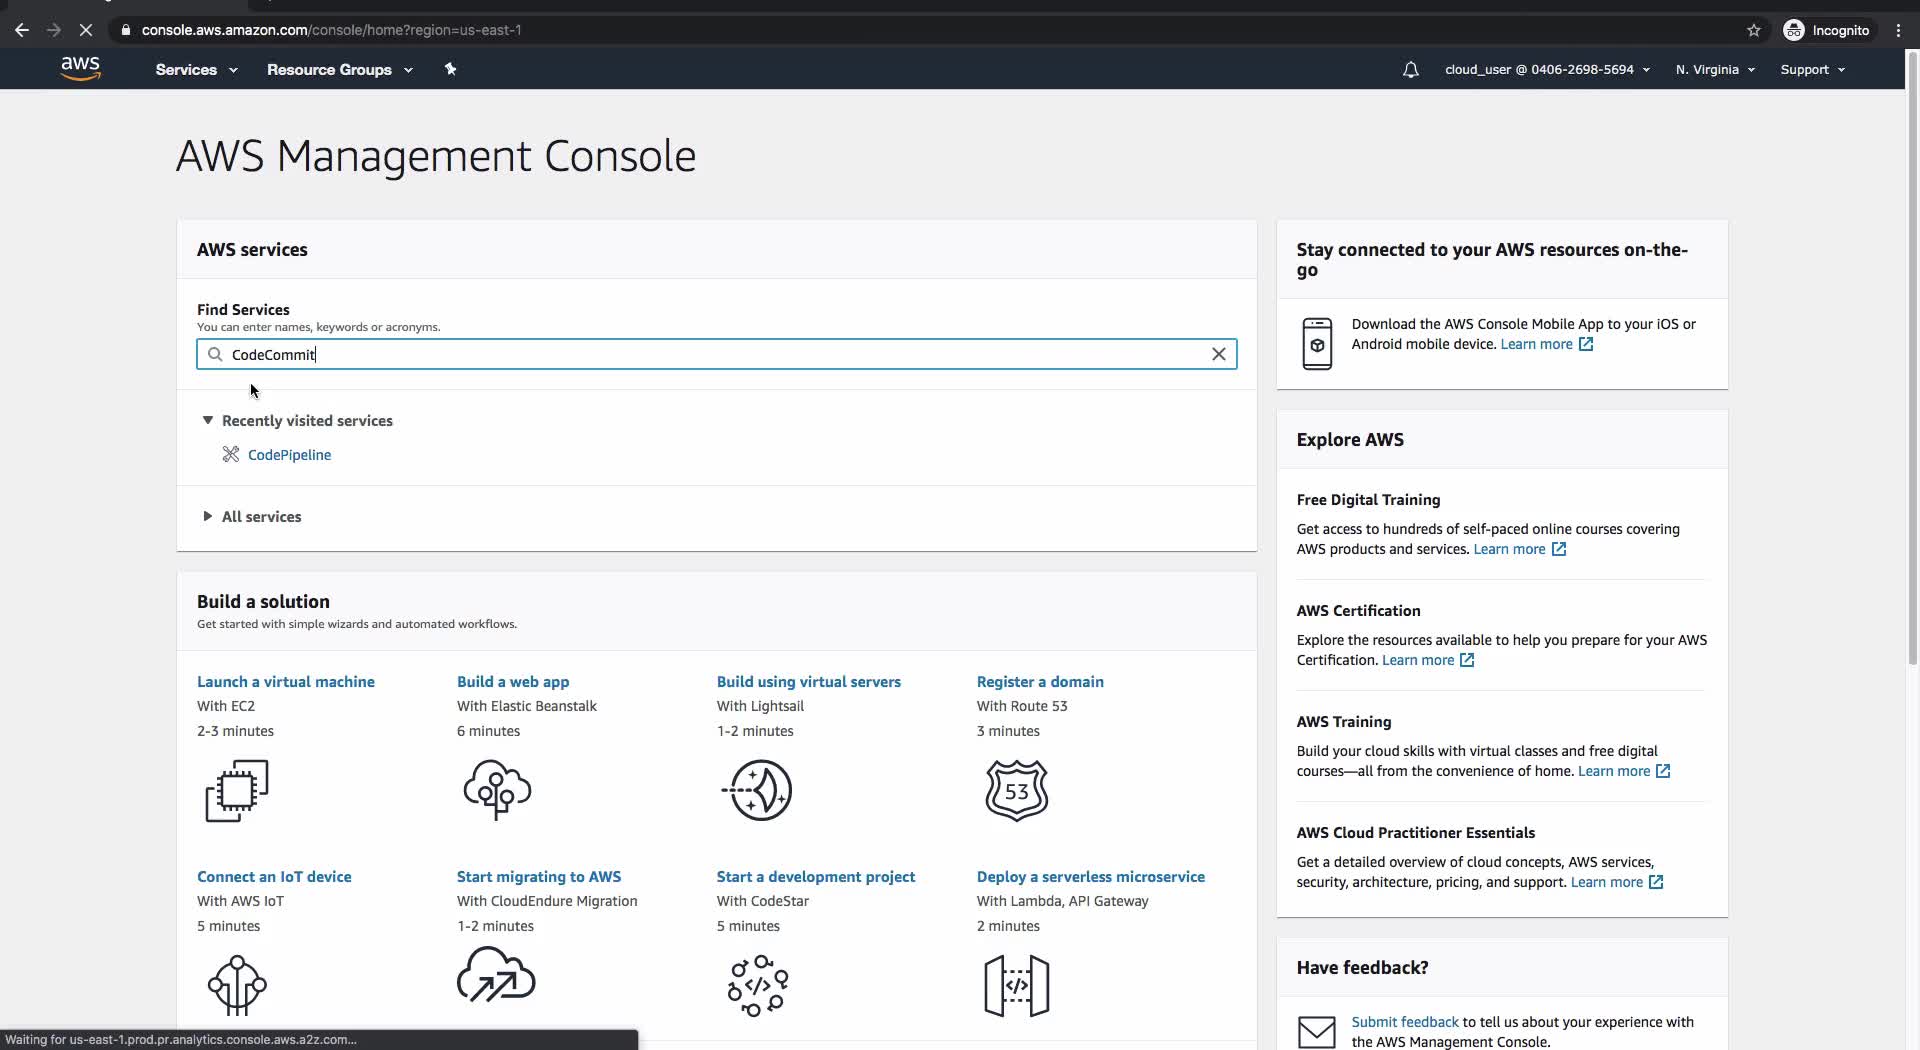 console.aws.amazon.com/console/home?region=us-east-1
Incognito
aws
Services
Resource Groups
cloud_user @ 0406-2698-5694
N. Virginia
Support
AWS Management Console
AWS services
Find Services
You can enter names, keywords or acronyms.
CodeCommit
Recently visited services
CodePipeline
All services
Build a solution
Get started with simple wizards and automated workflows.
Launch a virtual machine
With EC2
2-3 minutes
Build a web app
With Elastic Beanstalk
6 minutes
Build using virtual servers
With Lightsail
1-2 minutes
Register a domain
With Route 53
3 minutes
53
Connect an IoT device
With AWS IoT
5 minutes
Start migrating to AWS
With CloudEndure Migration
1-2 minutes
Start a development project
With CodeStar
5 minutes
</>
Deploy a serverless microservice
With Lambda, API Gateway
2 minutes
</>
Stay connected to your AWS resources on-the-
go
Download the AWS Console Mobile App to your iOS or
Android mobile device. Learn more
Explore AWS
Free Digital Training
Get access to hundreds of self-paced online courses covering
AWS products and services. Learn more
AWS Certification
Explore the resources available to help you prepare for your AWS
Certification. Learn more
AWS Training
Build your cloud skills with virtual classes and free digital
courses—all from the convenience of home. Learn more
AWS Cloud Practitioner Essentials
Get a detailed overview of cloud concepts, AWS services,
security, architecture, pricing, and support. Learn more
Have feedback?
Submit feedback to tell us about your experience with
the AWS Management Console.
Waiting for us-east-1.prod.pr.analytics.console.aws.a2z.com...